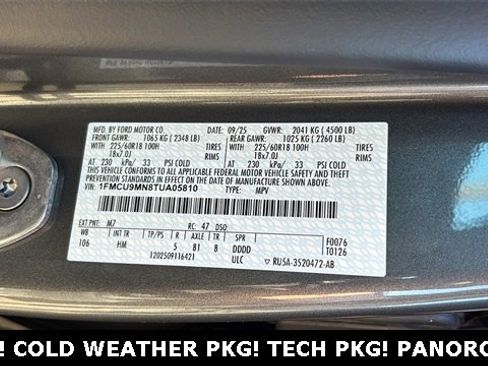 MFD. BY FORD MOTOR CO. 09/25 GVWR: 2041 KG ( 4500 LB)
FRONT GAWR: 1065 KG ( 2348 LB) REAR GAWR: 1025 KG ( 2260 LB)
WITH 225/60R18 100H TIRES WITH 225/60R18 100H TIRES
18x7.0J RIMS 18x7.0J RIMS
AT 230 kPa/ 33 PSI COLD AT 230 kPa/ 33 PSI COLD
THIS VEHICLE CONFORMS TO ALL APPLICABLE FEDERAL MOTOR VEHICLE SAFETY, BUMPER AND THEFT
PREVENTION STANDARDS IN EFFECT ON THE DATE OF MANUFACTURE SHOWN ABOVE.
VIN: 1FMCU9MN8TUA05810 TYPE: MPV
EXT PNT: M7 RC: 47 DSO:
WB INT TR TP/PS R AXLE TR SPR
106 HM 5 81 8 DDDD
F0076
T0126
1202509116421 ULC RU5A-3520472-AB
! COLD WEATHER PKG! TECH PKG! PANORO